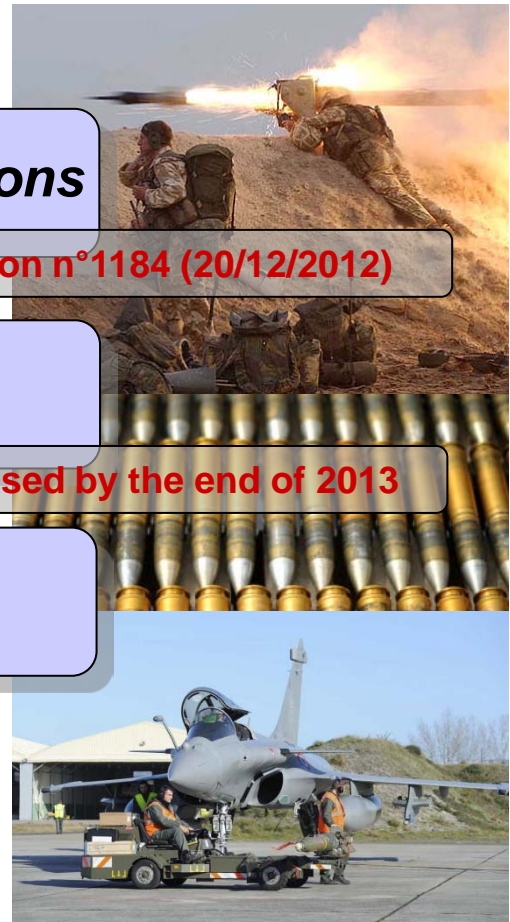 ons
on n°1184 (20/12/2012)
sed by the end of 2013